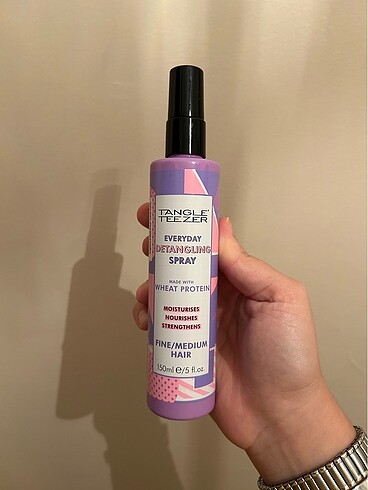 TANGLE
TEEZER
EVERYDAY
DETANGLING
SPRAY
MADE WITH
WHEAT PROTEIN
MOISTURISES
NOURISHES
STRENGTHENS
FINE/MEDIUM
HAIR
150ml ℮/5 fl.oz.